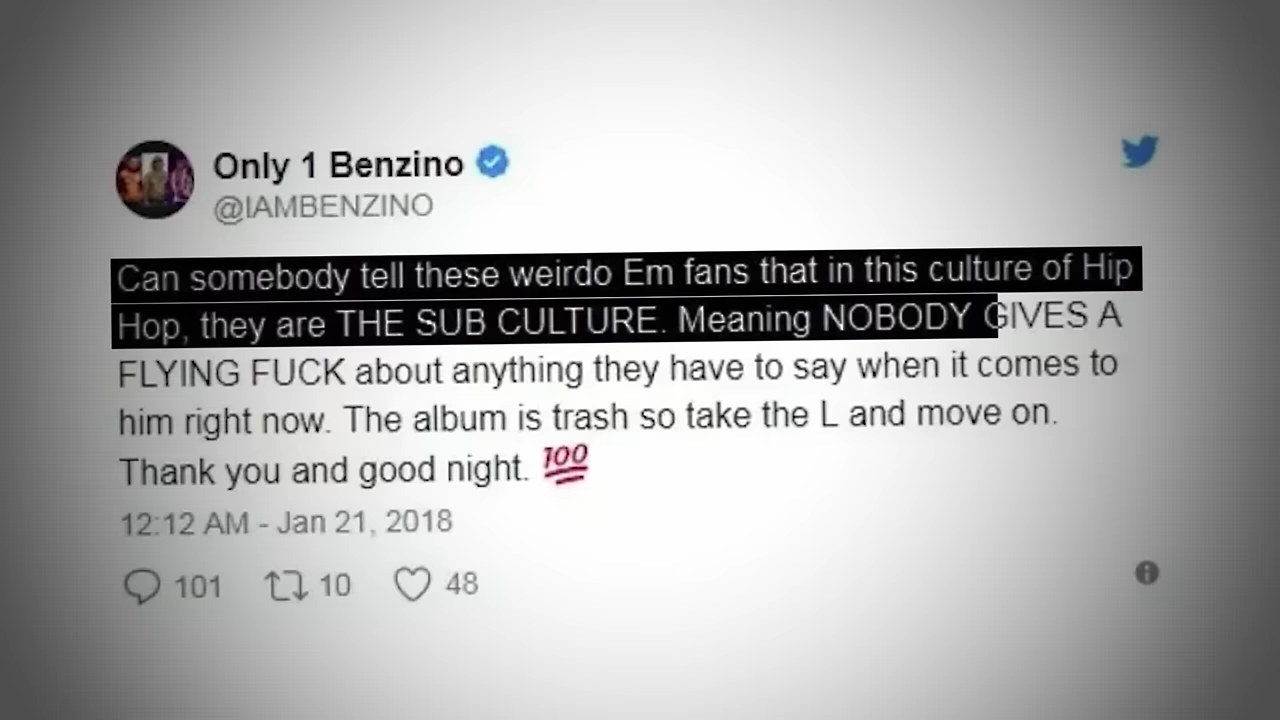 Only 1 Benzino
@IAMBENZINO
Can somebody tell these weirdo Em fans that in this culture of Hip
Hop, they are THE SUB CULTURE. Meaning NOBODY GIVES A
FLYING FUCK about anything they have to say when it comes to
him right now. The album is trash so take the L and move on.
Thank you and good night. 💯
12:12 AM - Jan 21, 2018
101 10 48